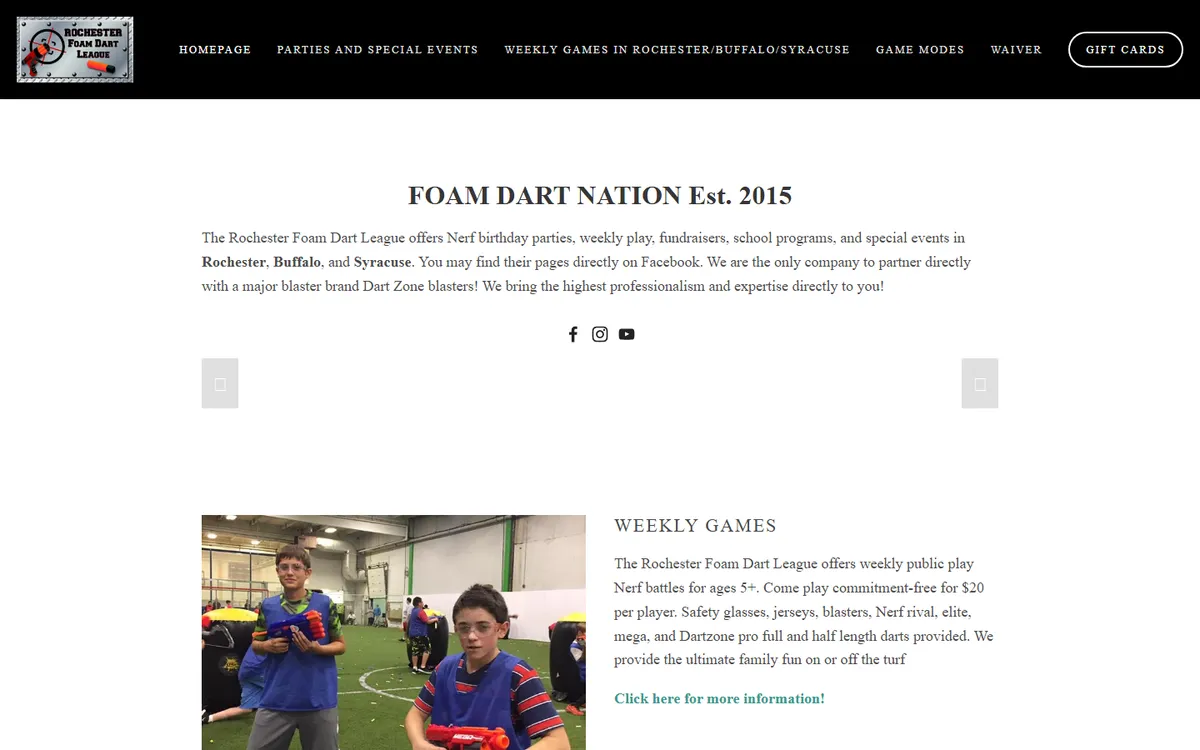 ROCHESTER
FOAM DART
LEAGUE
HOMEPAGE
PARTIES AND SPECIAL EVENTS
WEEKLY GAMES IN ROCHESTER/BUFFALO/SYRACUSE
GAME MODES
WAIVER
GIFT CARDS
FOAM DART NATION Est. 2015
The Rochester Foam Dart League offers Nerf birthday parties, weekly play, fundraisers, school programs, and special events in
Rochester, Buffalo, and Syracuse. You may find their pages directly on Facebook. We are the only company to partner directly
with a major blaster brand Dart Zone blasters! We bring the highest professionalism and expertise directly to you!
WEEKLY GAMES
The Rochester Foam Dart League offers weekly public play
Nerf battles for ages 5+. Come play commitment-free for $20
per player. Safety glasses, jerseys, blasters, Nerf rival, elite,
mega, and Dartzone pro full and half length darts provided. We
provide the ultimate family fun on or off the turf
Click here for more information!